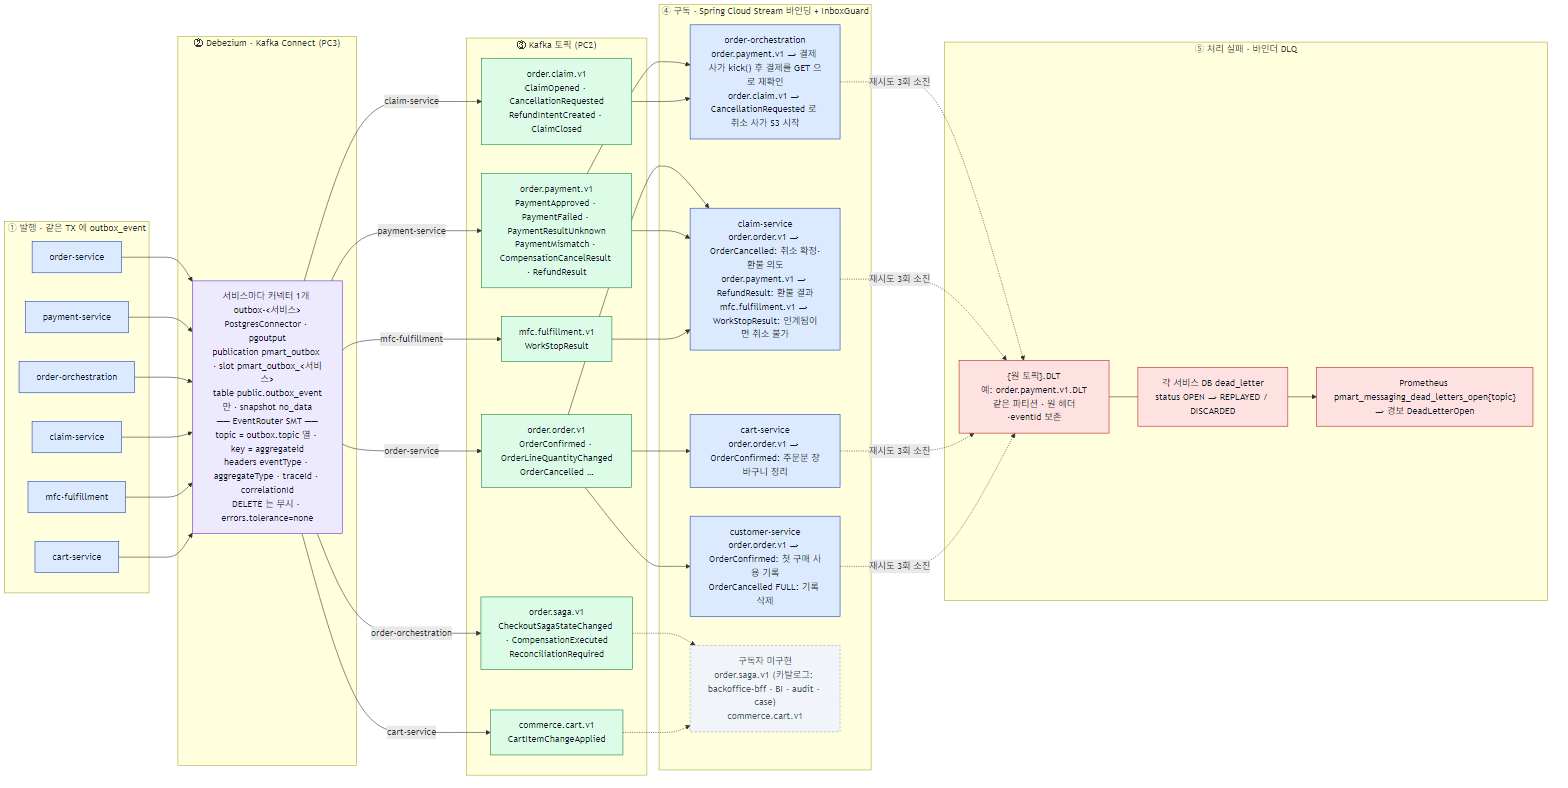 ① 발행 - 같은 TX 에 outbox_event
order-service
payment-service
order-orchestration
claim-service
mfc-fulfillment
cart-service
② Debezium - Kafka Connect (PC3)
서비스마다 커넥터 1개
outbox-<서비스>
PostgresConnector ·
pgoutput
publication pmart_outbox
· slot pmart_outbox_<서비
스>
table public.outbox_event
만 · snapshot no_data
── EventRouter SMT ──
topic = outbox.topic 열 ·
key = aggregateId
headers eventType ·
aggregateType · traceId ·
correlationId
DELETE 는 무시 ·
errors.tolerance=none
claim-service
payment-service
mfc-fulfillment
order-service
order-orchestration
cart-service
③ Kafka 토픽 (PC2)
order.claim.v1
ClaimOpened ·
CancellationRequested
RefundIntentCreated ·
ClaimClosed
order.payment.v1
PaymentApproved ·
PaymentFailed ·
PaymentResultUnknown
PaymentMismatch ·
CompensationCancelResult
· RefundResult
mfc.fulfillment.v1
WorkStopResult
order.order.v1
OrderConfirmed ·
OrderLineQuantityChanged
OrderCancelled ...
order.saga.v1
CheckoutSagaStateChanged
· CompensationExecuted
ReconciliationRequired
commerce.cart.v1
CartItemChangeApplied
④ 구독 - Spring Cloud Stream 바인딩 + InboxGuard
order-orchestration
order.payment.v1 → 결제
사가 kick() 후 결제를 GET 으
로 재확인
order.claim.v1 →
CancellationRequested 로
취소 사가 S3 시작
claim-service
order.order.v1 →
OrderCancelled: 취소 확정·
환불 의도
order.payment.v1 →
RefundResult: 환불 결과
mfc.fulfillment.v1 →
WorkStopResult: 인계됨이
면 취소 불가
cart-service
order.order.v1 →
OrderConfirmed: 주문분 장
바구니 정리
customer-service
order.order.v1 →
OrderConfirmed: 첫 구매 사
용 기록
OrderCancelled FULL: 기록
삭제
구독자 미구현
order.saga.v1 (카탈로그:
backoffice-bff · BI · audit ·
case)
commerce.cart.v1
재시도 3회 소진
재시도 3회 소진
재시도 3회 소진
재시도 3회 소진
⑤ 처리 실패 - 바인더 DLQ
{원 토픽}.DLT
예: order.payment.v1.DLT
같은 파티션 · 원 헤더
·eventId 보존
각 서비스 DB dead_letter
status OPEN → REPLAYED /
DISCARDED
Prometheus
pmart_messaging_dead_letters_open{topic}
→ 경보 DeadLetterOpen